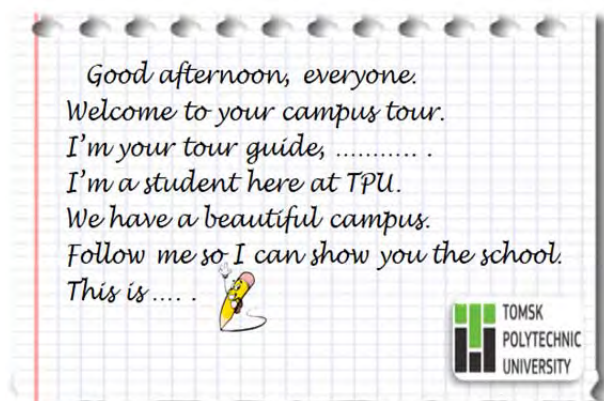 Good afternoon, everyone.
Welcome to your campus tour.
I'm your tour guide, ........... .
I'm a student here at TPU.
We have a beautiful campus.
Follow me so I can show you the school.
This is .... .
TOMSK
POLYTECHNIC
UNIVERSITY